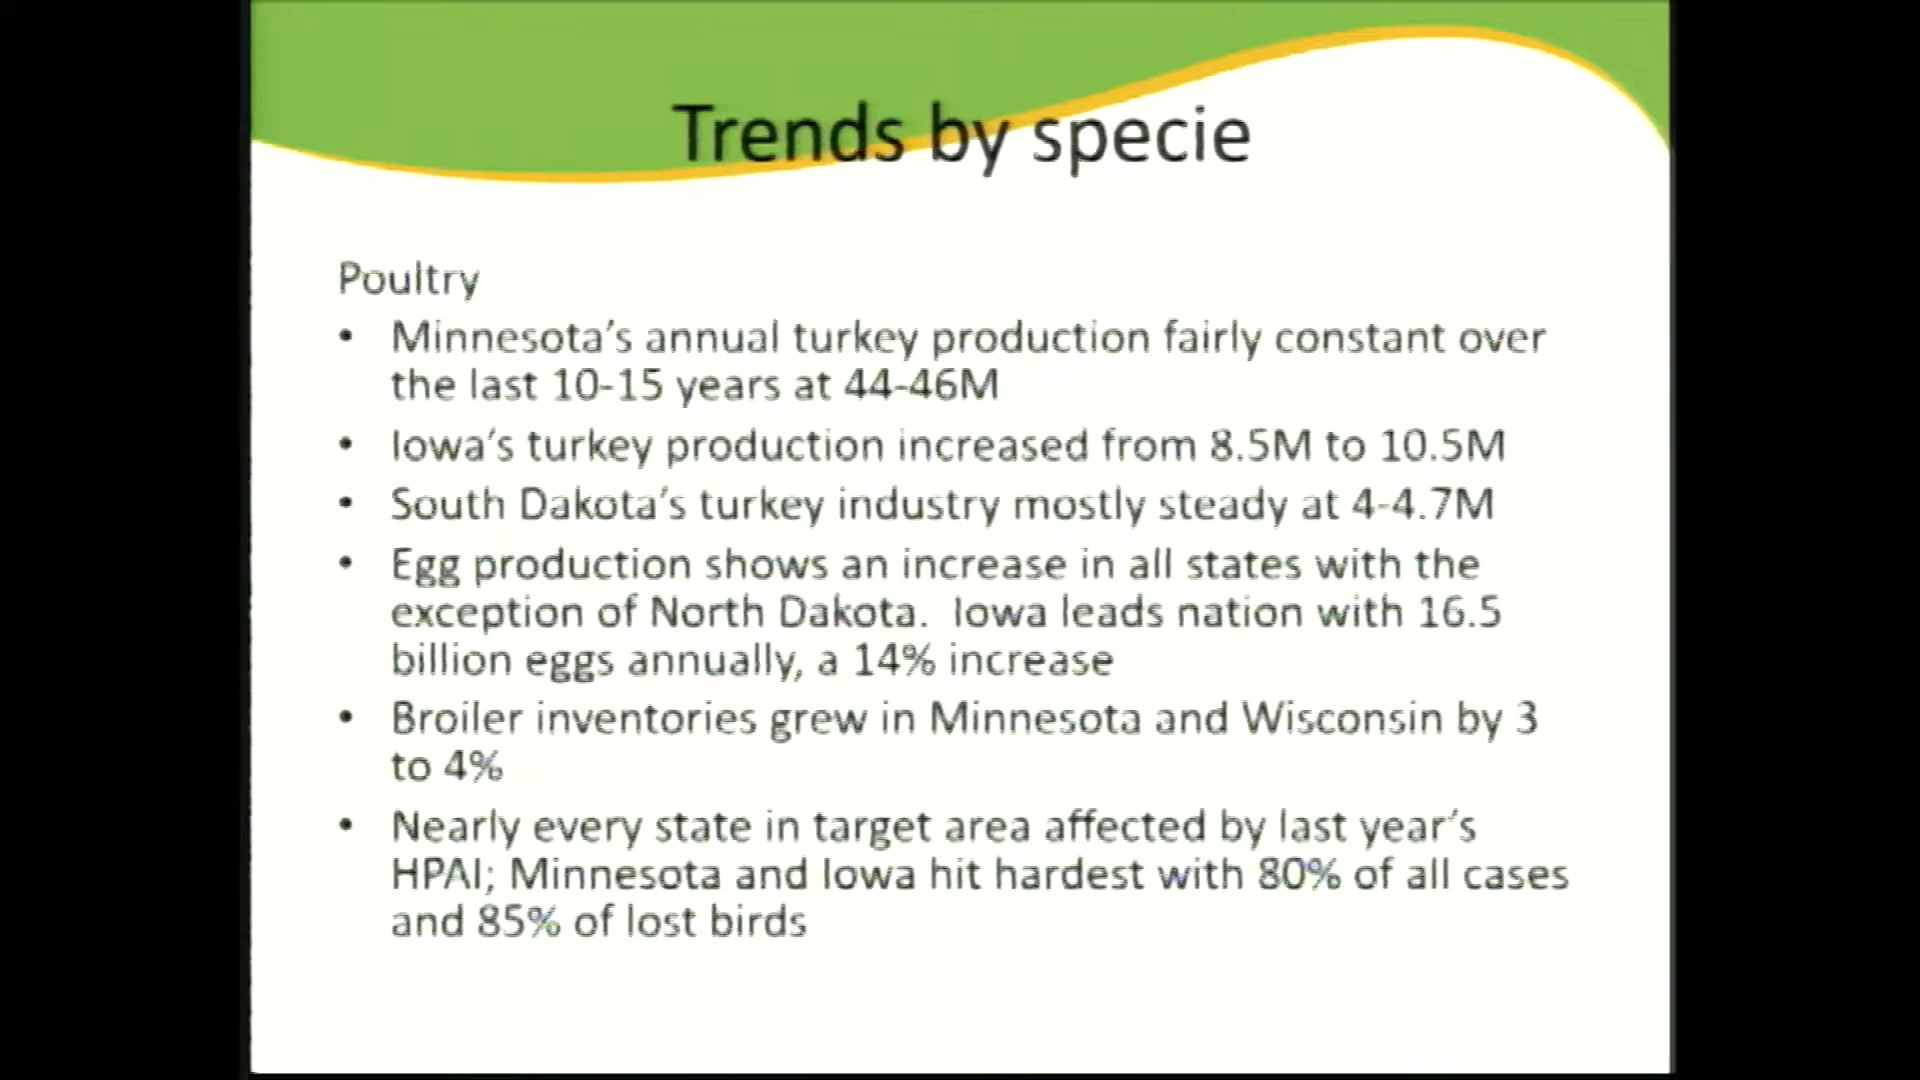 Trends by specie
Poultry
• Minnesota's annual turkey production fairly constant over
the last 10-15 years at 44-46M
• Iowa's turkey production increased from 8.5M to 10.5M
• South Dakota's turkey industry mostly steady at 4-4.7M
• Egg production shows an increase in all states with the
exception of North Dakota.  Iowa leads nation with 16.5
billion eggs annually, a 14% increase
• Broiler inventories grew in Minnesota and Wisconsin by 3
to 4%
• Nearly every state in target area affected by last year's
HPAI; Minnesota and Iowa hit hardest with 80% of all cases
and 85% of lost birds